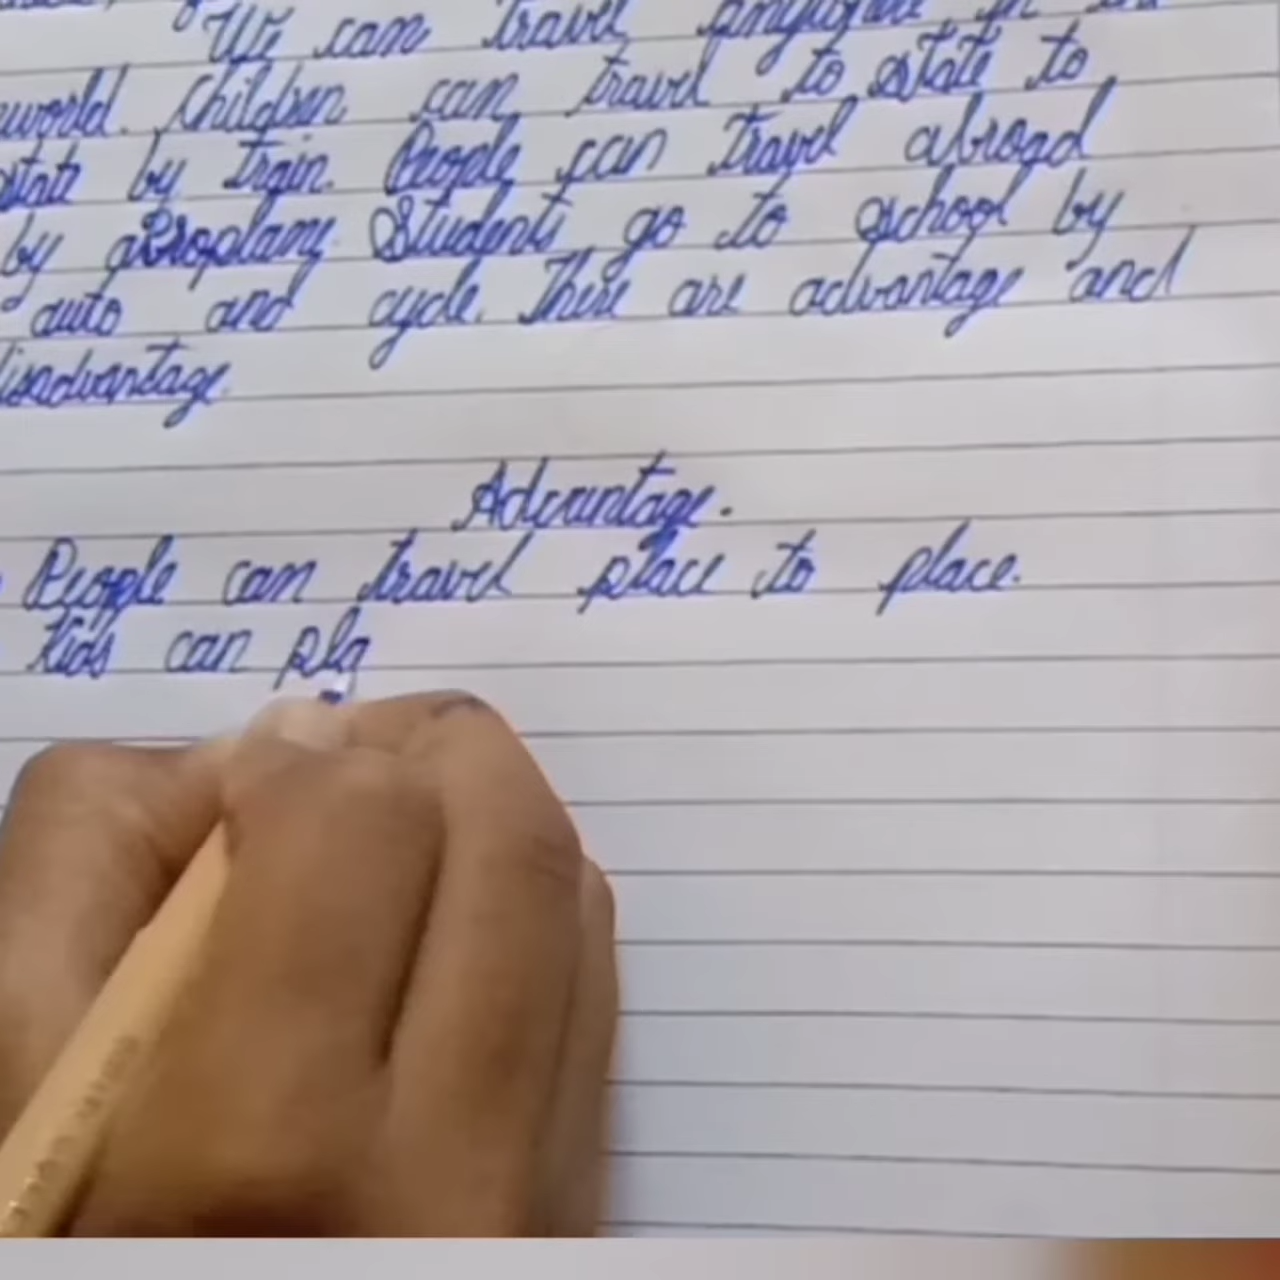 We can travel anywhere in
world. Children can travel to state to
state by train. People can travel abroad
by aeroplane. Students go to school by
auto and cycle. There are advantage and
disadvantage.
Advantage.
People can travel place to place.
Kids can pla